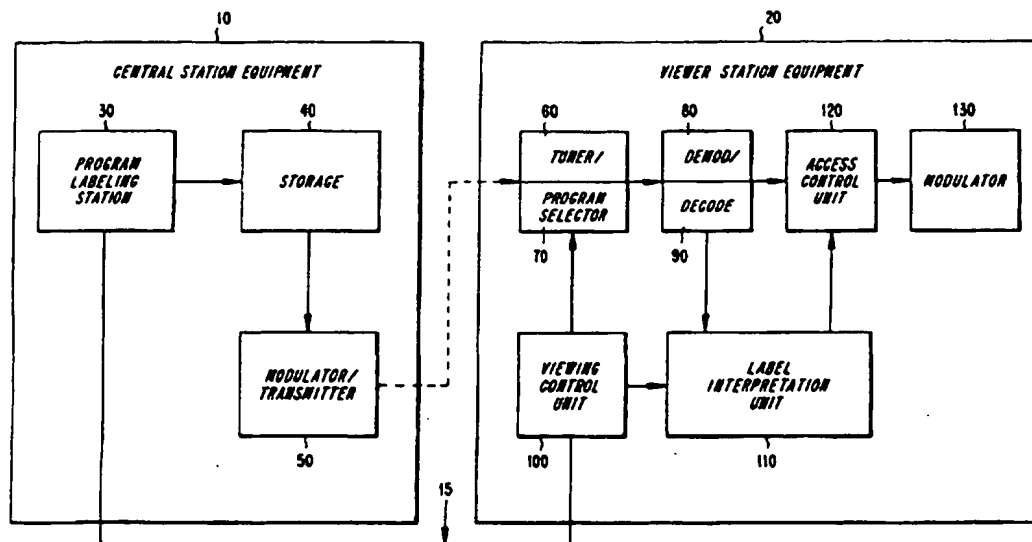 10
20
CENTRAL STATION EQUIPMENT
VIEWER STATION EQUIPMENT
30
40
60
80
120
130
PROGRAM
LABELING
STATION
STORAGE
TUNER/
PROGRAM
SELECTOR
70
DEMOD/
DECODE
90
ACCESS
CONTROL
UNIT
MODULATOR
MODULATOR/
TRANSMITTER
50
VIEWING
CONTROL
UNIT
100
LABEL
INTERPRETATION
UNIT
110
15